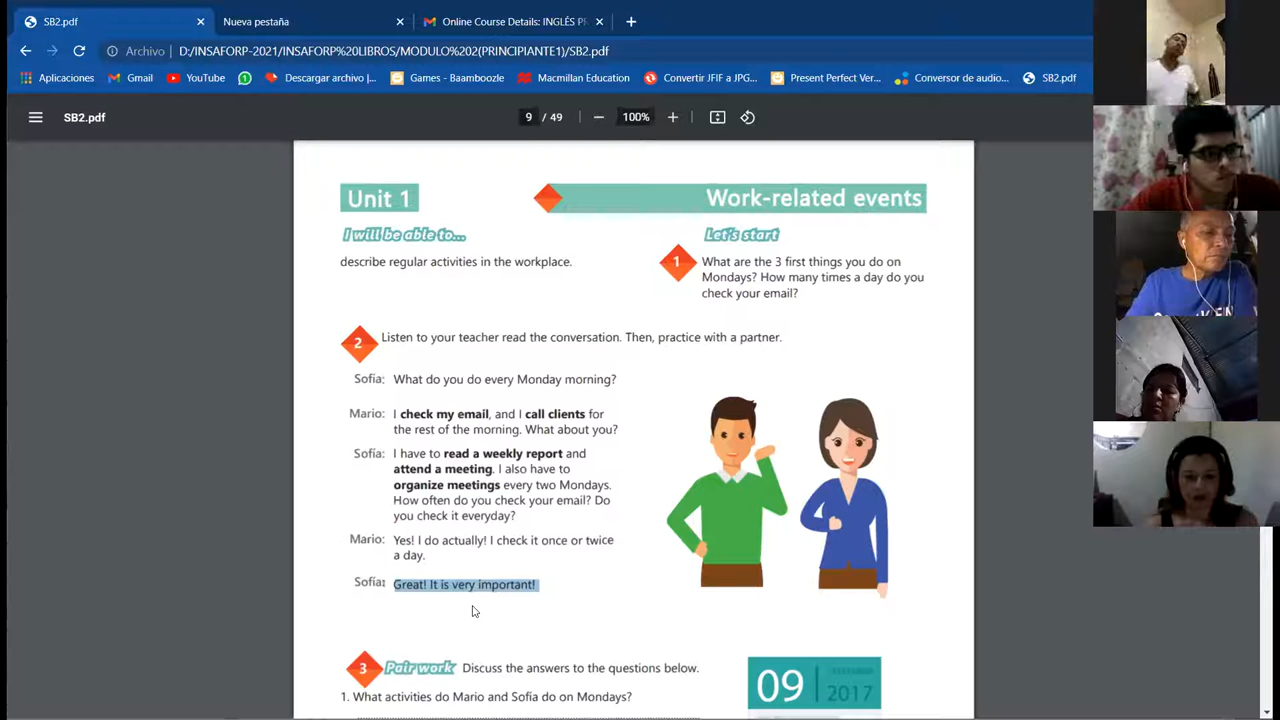 SB2.pdf
Nueva pestaña
Online Course Details: INGLÉS PR
Archivo
D:/INSAFORP-2021/INSAFORP%20LIBROS/MODULO%202(PRINCIPIANTE1)/SB2.pdf
Aplicaciones
Gmail
YouTube
Descargar archivo |...
Games - Baamboozle
Macmillan Education
Convertir JFIF a JPG...
Present Perfect Ver...
Conversor de audio...
SB2.pdf
SB2.pdf
9 / 49
100%
Unit 1
Work-related events
I will be able to...
describe regular activities in the workplace.
Let's start
1
What are the 3 first things you do on
Mondays? How many times a day do you
check your email?
2
Listen to your teacher read the conversation. Then, practice with a partner.
Sofía: What do you do every Monday morning?
Mario: I check my email, and I call clients for
the rest of the morning. What about you?
Sofía: I have to read a weekly report and
attend a meeting. I also have to
organize meetings every two Mondays.
How often do you check your email? Do
you check it everyday?
Mario: Yes! I do actually! I check it once or twice
a day.
Sofía: Great! It is very important!
3
Pair work Discuss the answers to the questions below.
1. What activities do Mario and Sofía do on Mondays?
09
2017